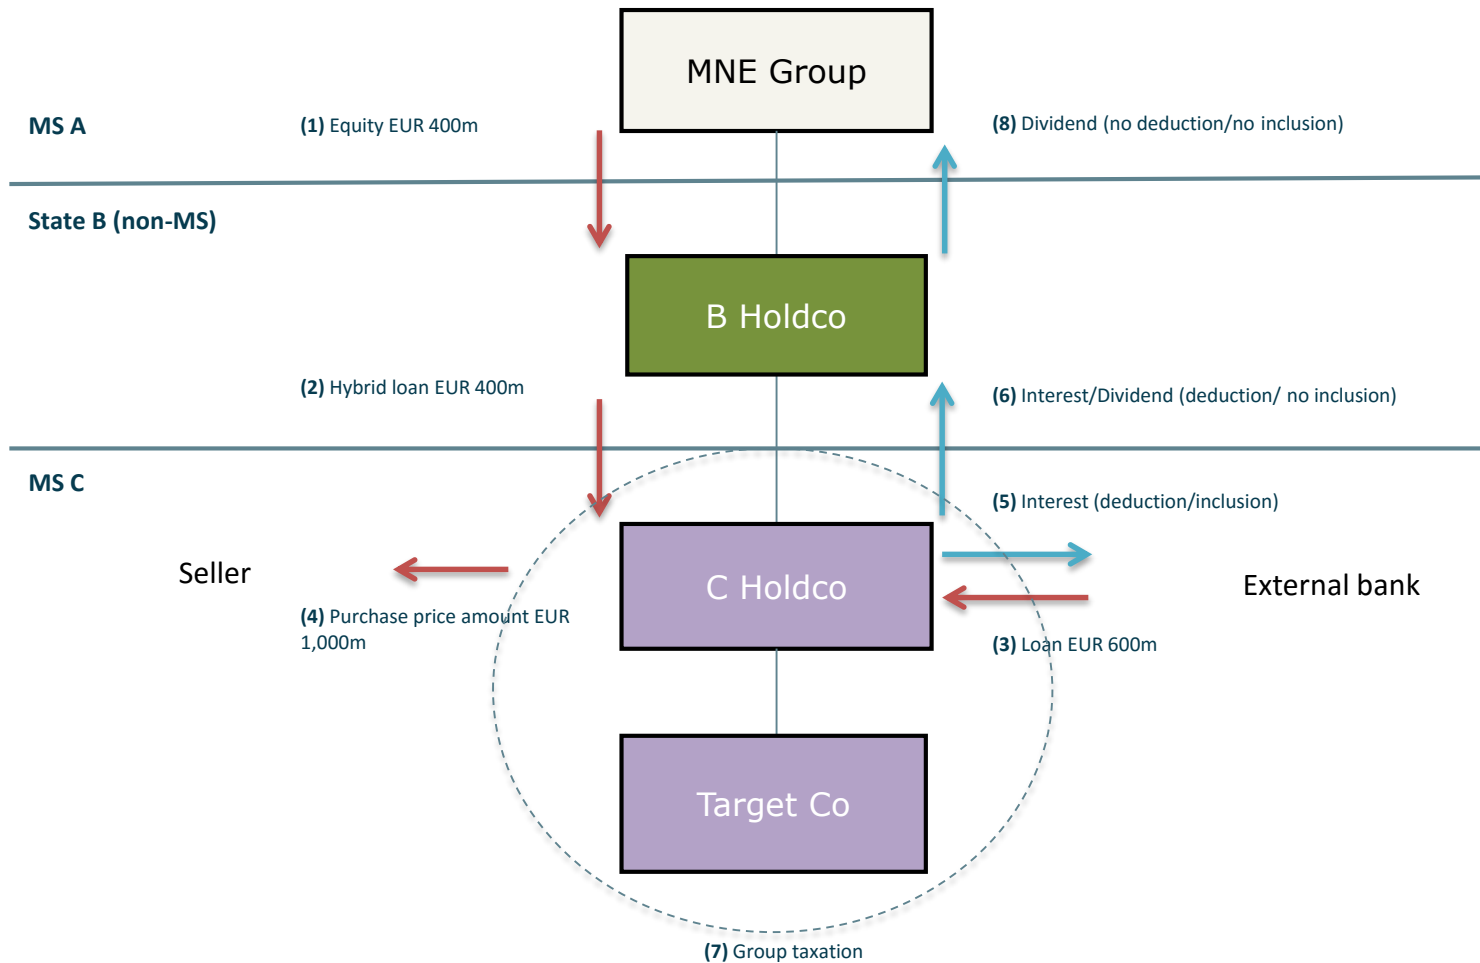 MNE Group
MS A
(1) Equity EUR 400m
(8) Dividend (no deduction/no inclusion)
State B (non-MS)
B Holdco
(2) Hybrid loan EUR 400m
(6) Interest/Dividend (deduction/ no inclusion)
MS C
(5) Interest (deduction/inclusion)
Seller
C Holdco
External bank
(4) Purchase price amount EUR
1,000m
(3) Loan EUR 600m
Target Co
(7) Group taxation